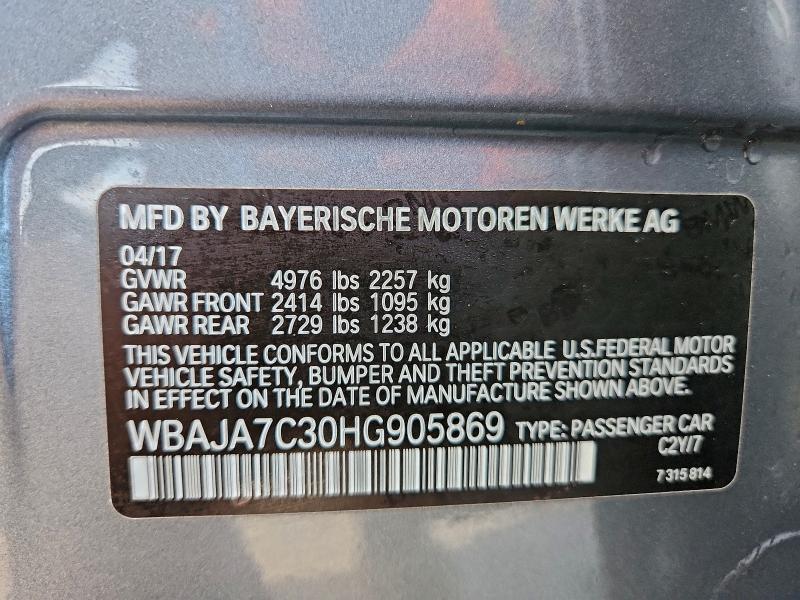 MFD BY BAYERISCHE MOTOREN WERKE AG
04/17
GVWR 4976 lbs 2257 kg
GAWR FRONT 2414 lbs 1095 kg
GAWR REAR 2729 lbs 1238 kg
THIS VEHICLE CONFORMS TO ALL APPLICABLE U.S.FEDERAL MOTOR
VEHICLE SAFETY, BUMPER AND THEFT PREVENTION STANDARDS
IN EFFECT ON THE DATE OF MANUFACTURE SHOWN ABOVE.
WBAJA7C30HG905869 TYPE: PASSENGER CAR
C2Y/7
7 315 814